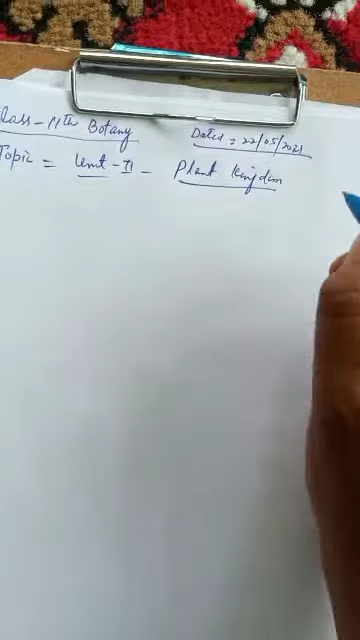 Class - 11th Botany
Dated = 22/05/2021
Topic = Unit - II - Plant Kingdom